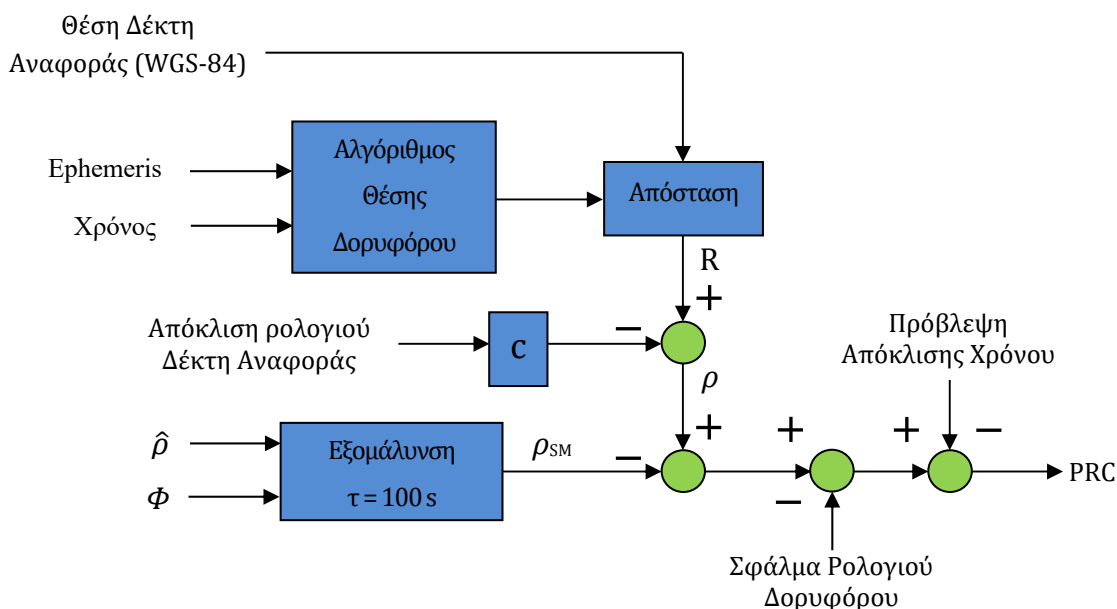 Θέση Δέκτη
Αναφοράς (WGS-84)
Ephemeris
Χρόνος
Αλγόριθμος
Θέσης
Δορυφόρου
Απόσταση
R
+
Απόκλιση ρολογιού
Δέκτη Αναφοράς
c
−
ρ
Πρόβλεψη
Απόκλισης Χρόνου
ρ̂
Φ
Εξομάλυνση
τ = 100 s
ρSM
−
+
+
−
+
−
PRC
Σφάλμα Ρολογιού
Δορυφόρου